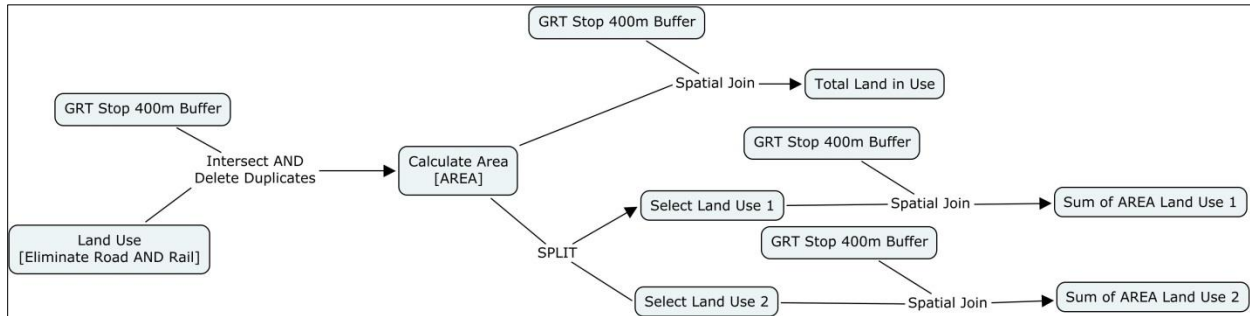 GRT Stop 400m Buffer
Spatial Join
Total Land in Use
GRT Stop 400m Buffer
Intersect AND
Delete Duplicates
Land Use
[Eliminate Road AND Rail]
Calculate Area
[AREA]
SPLIT
GRT Stop 400m Buffer
Select Land Use 1
Spatial Join
Sum of AREA Land Use 1
GRT Stop 400m Buffer
Select Land Use 2
Spatial Join
Sum of AREA Land Use 2